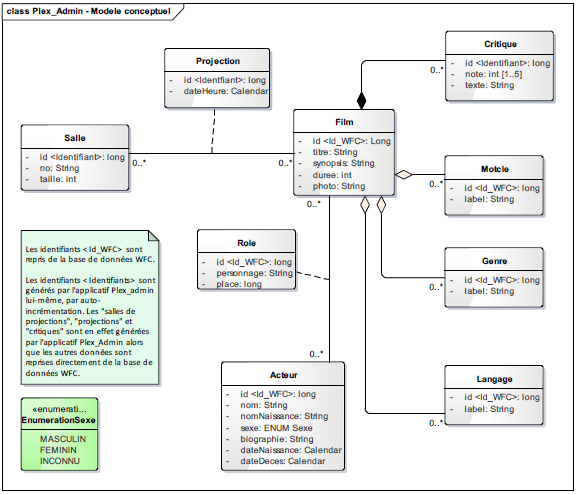 class Plex_Admin - Modele conceptuel
Projection
- id <Identfiant>: long
- dateHeure: Calendar
Critique
- id <Identifiant>: long
- note: int [1..5]
- texte: String
0..*
Film
- id <Id_WFC>: Long
- titre: String
- synopsis: String
- duree: int
- photo: String
Salle
- id <Identifiant>: long
- no: String
- taille: int
0..*
0..*
Motcle
- id <Id_WFC>: long
- label: String
0..*
0..*
Role
- id <Id_WFC>: long
- personnage: String
- place: long
Genre
- id <Id_WFC>: long
- label: String
0..*
Les identifiants < Id_WFC> sont
repris de la base de données WFC.
Les identifiants < Identifiants> sont
générés par l'applicatif Plex_admin
lui-même, par auto-
incrémentation. Les "salles de
projections", "projections" et
"critiques" sont en effet générées
par l'applicatif Plex_Admin alors
que les autres données sont
reprises directement de la base de
données WFC.
0..*
Acteur
- id <Id_WFC>: long
- nom: String
- nomNaissance: String
- sexe: ENUM Sexe
- biographie: String
- dateNaissance: Calendar
- dateDeces: Calendar
Langage
- id <Id_WFC>: long
- label: String
0..*
«enumerati...
EnumerationSexe
MASCULIN
FEMININ
INCONNU